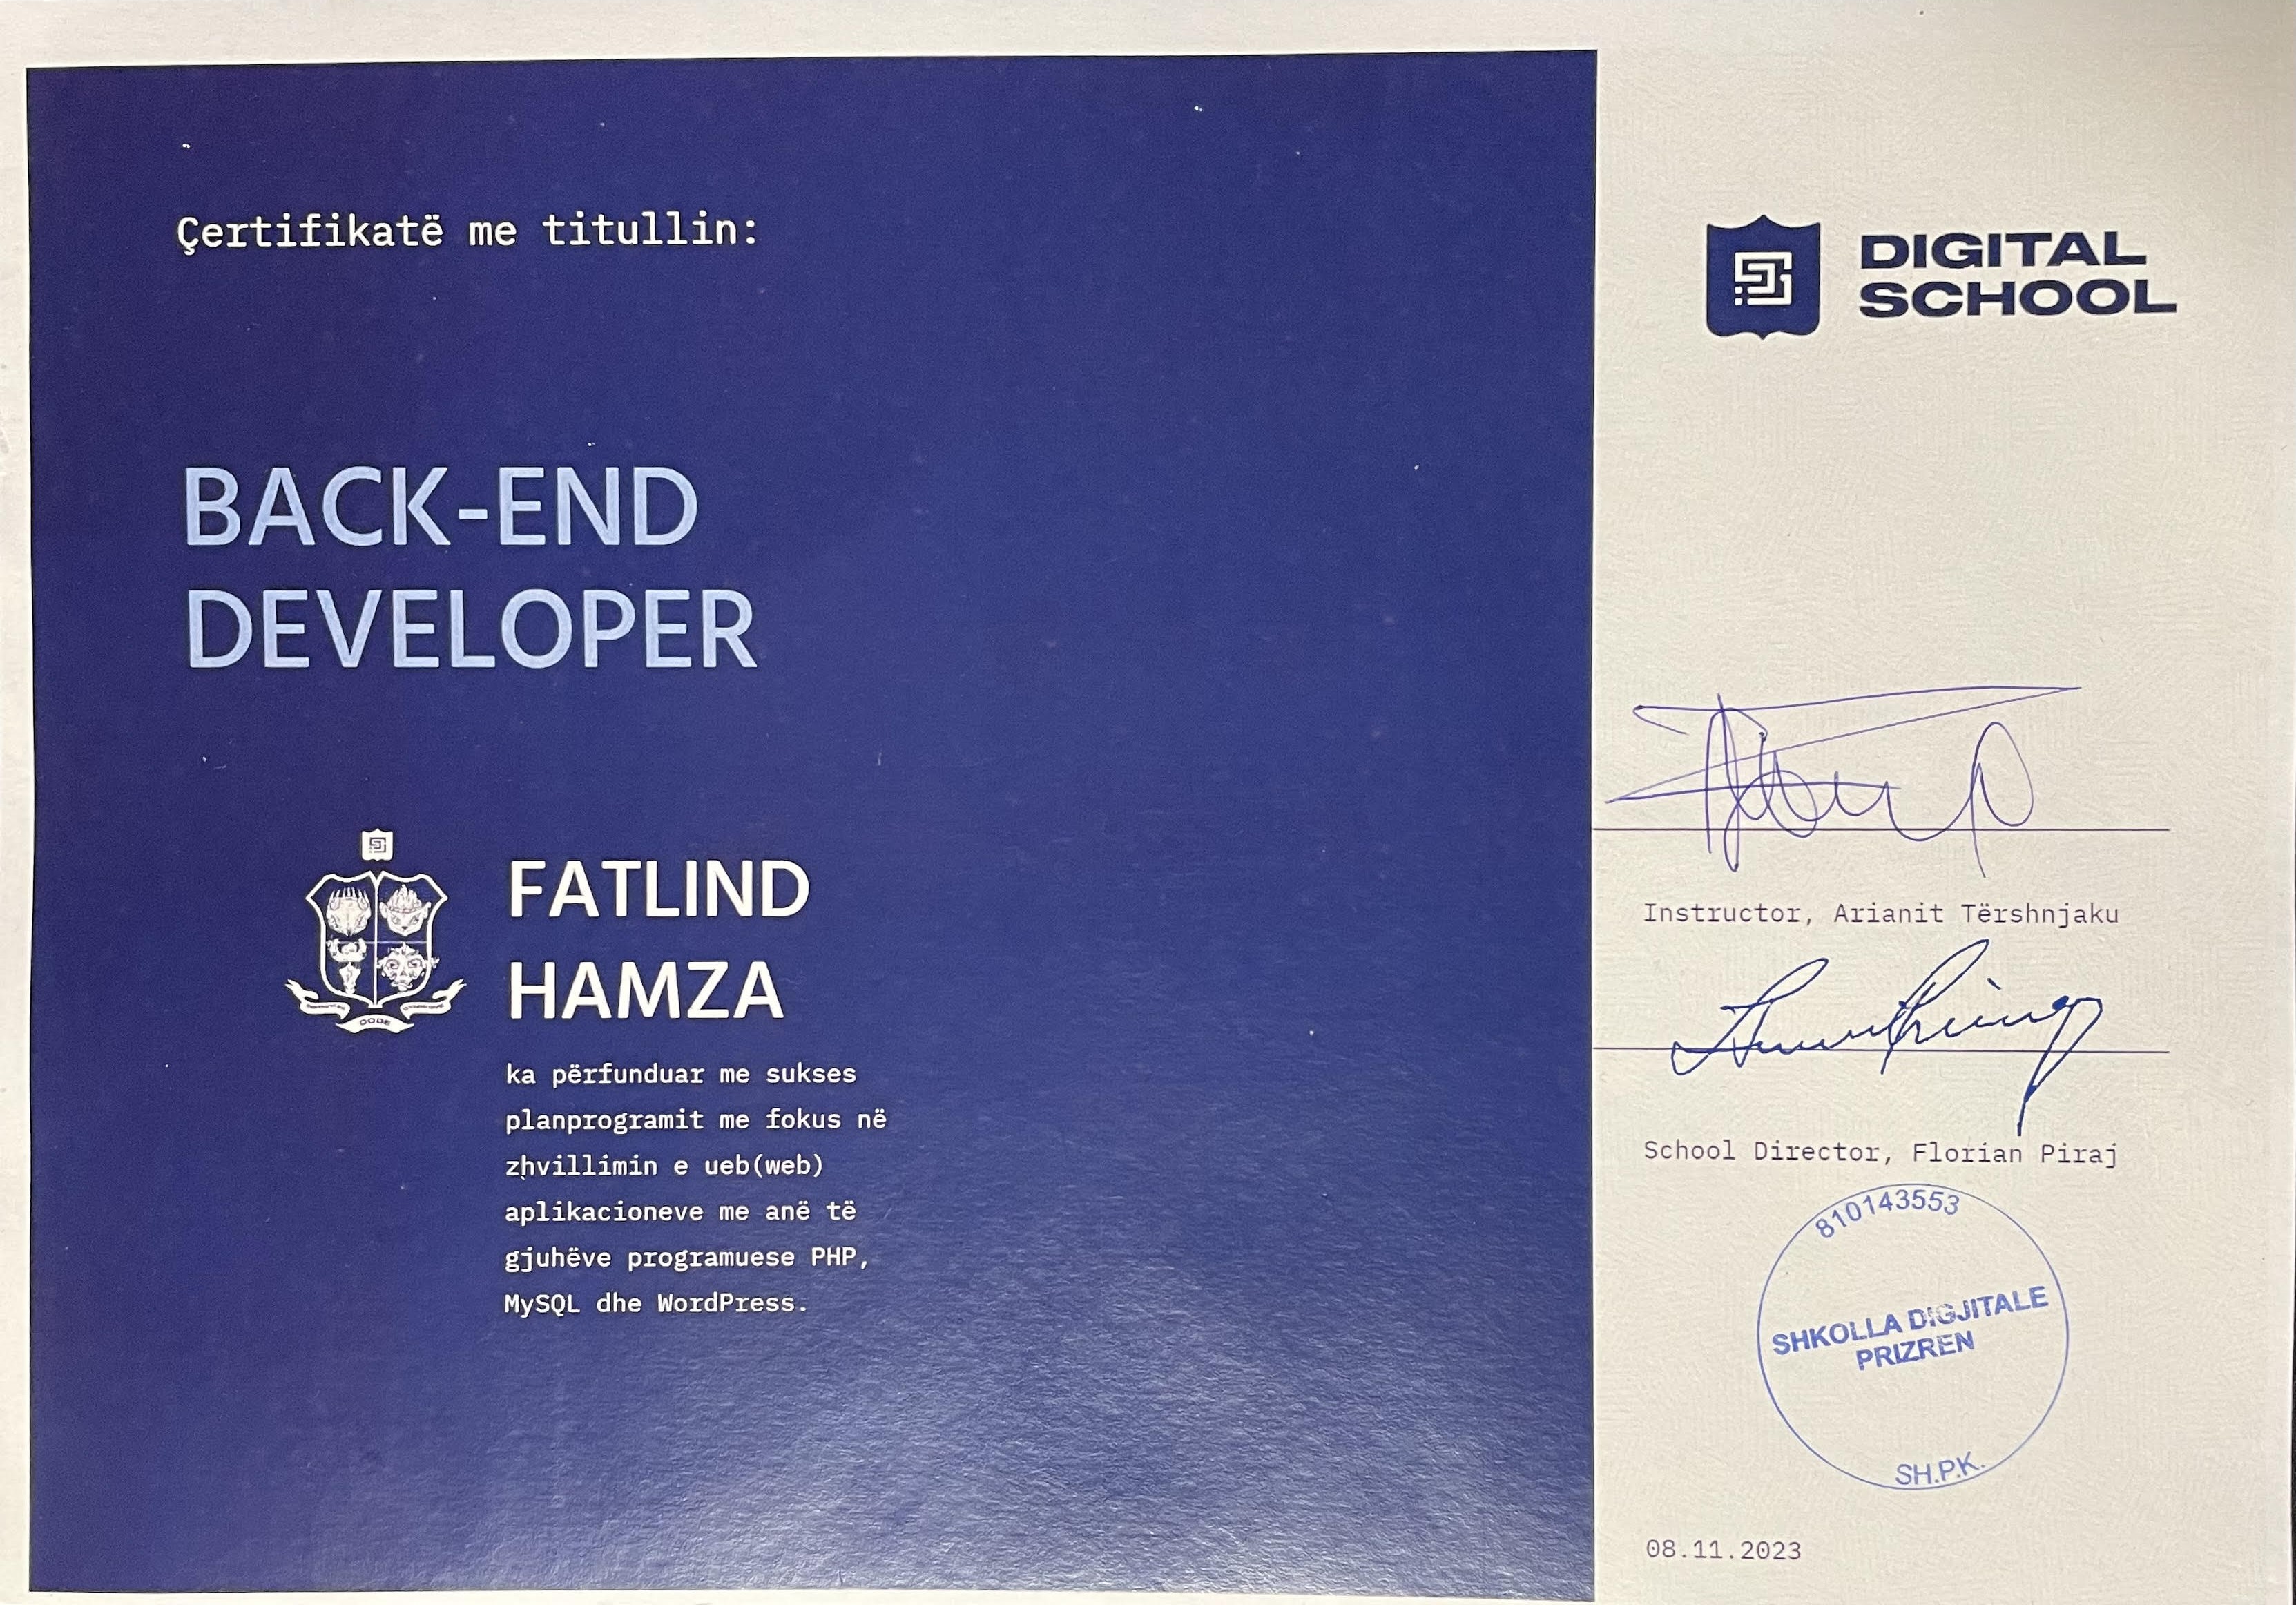 Çertifikatë me titullin:
BACK-END
DEVELOPER
FATLIND
HAMZA
ka përfunduar me sukses
planprogramit me fokus në
zhvillimin e ueb(web)
aplikacioneve me anë të
gjuhëve programuese PHP,
MySQL dhe WordPress.
CODE
DIGITAL
SCHOOL
Instructor, Arianit Tërshnjaku
School Director, Florian Piraj
810143553
SHKOLLA DIGJITALE
PRIZREN
SH.P.K.
08.11.2023